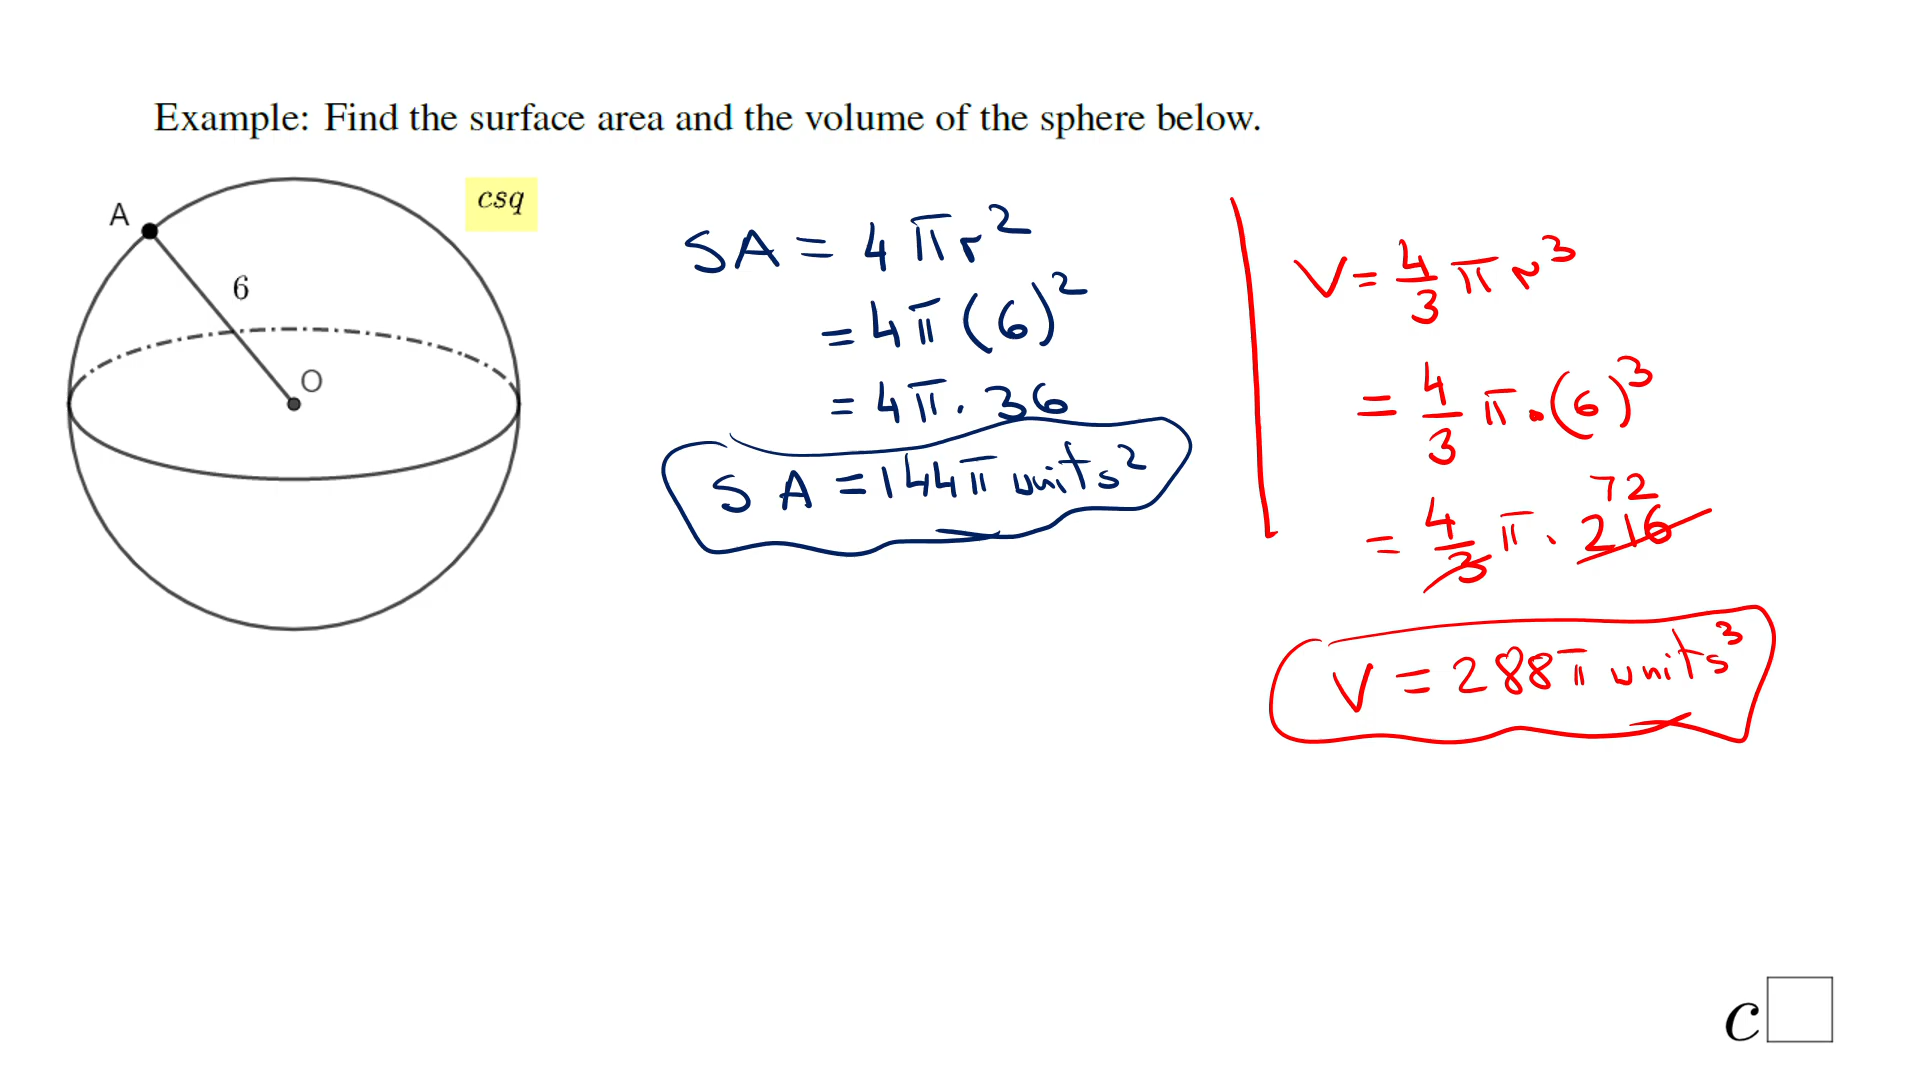 Example: Find the surface area and the volume of the sphere below.
A
csq
6
O
SA = 4πr²
= 4π(6)²
= 4π · 36
SA = 144π units²
V = 4/3 π r³
= 4/3 π · (6)³
72
= 4/3 π · 216
V = 288π units³
c